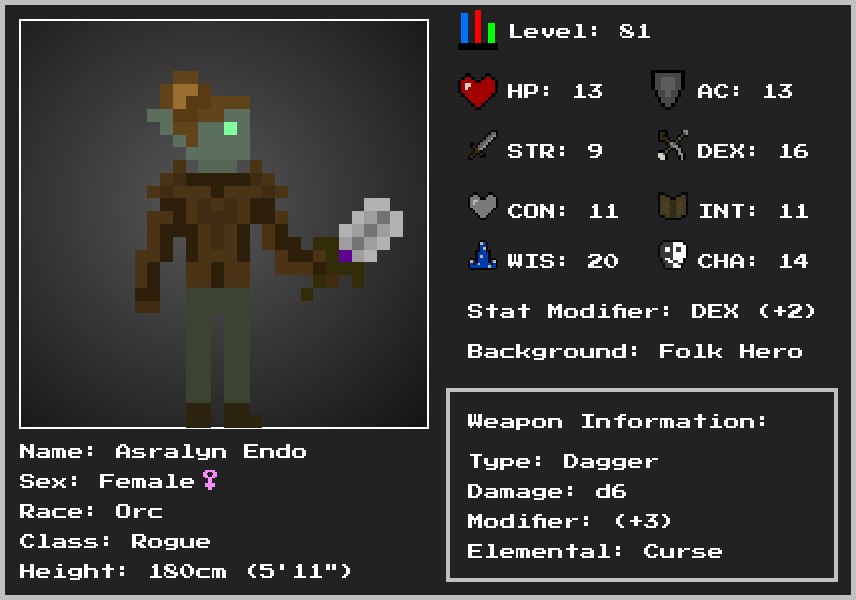 Level: 81
HP: 13 AC: 13
STR: 9 DEX: 16
CON: 11 INT: 11
WIS: 20 CHA: 14
Stat Modifier: DEX (+2)
Background: Folk Hero
Weapon Information:
Type: Dagger
Damage: d6
Modifier: (+3)
Elemental: Curse
Name: Asralyn Endo
Sex: Female♀
Race: Orc
Class: Rogue
Height: 180cm (5'11")